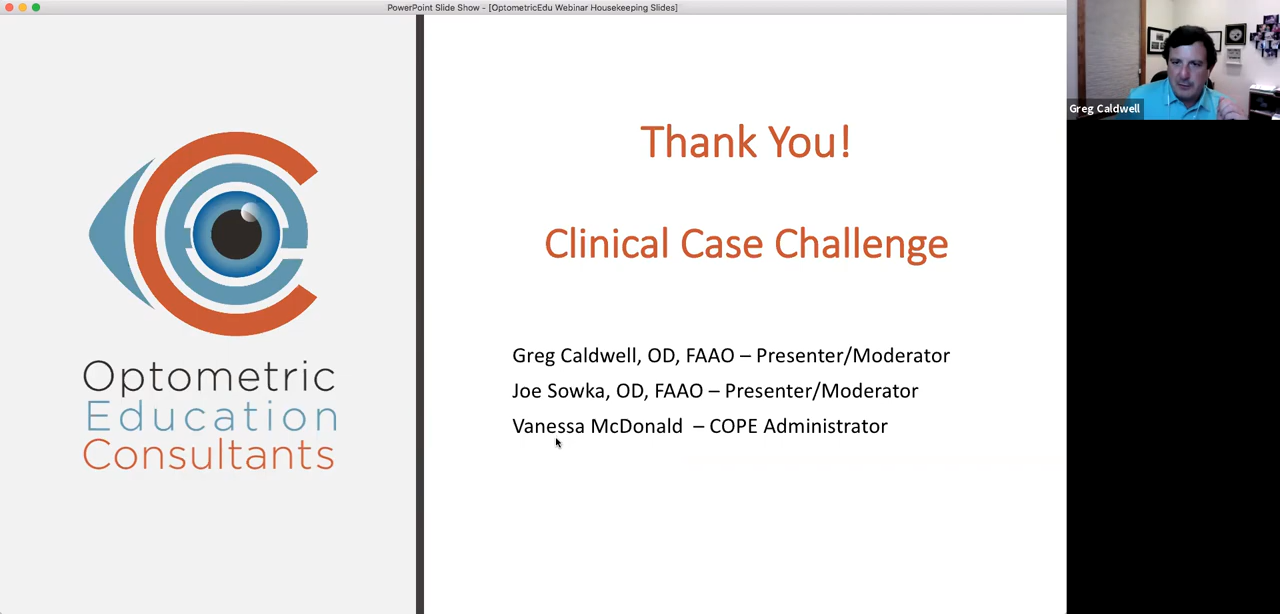 PowerPoint Slide Show - [OptometricEdu Webinar Housekeeping Slides]
Optometric
Education
Consultants
Thank You!
Clinical Case Challenge
Greg Caldwell, OD, FAAO – Presenter/Moderator
Joe Sowka, OD, FAAO – Presenter/Moderator
Vanessa McDonald – COPE Administrator
Greg Caldwell